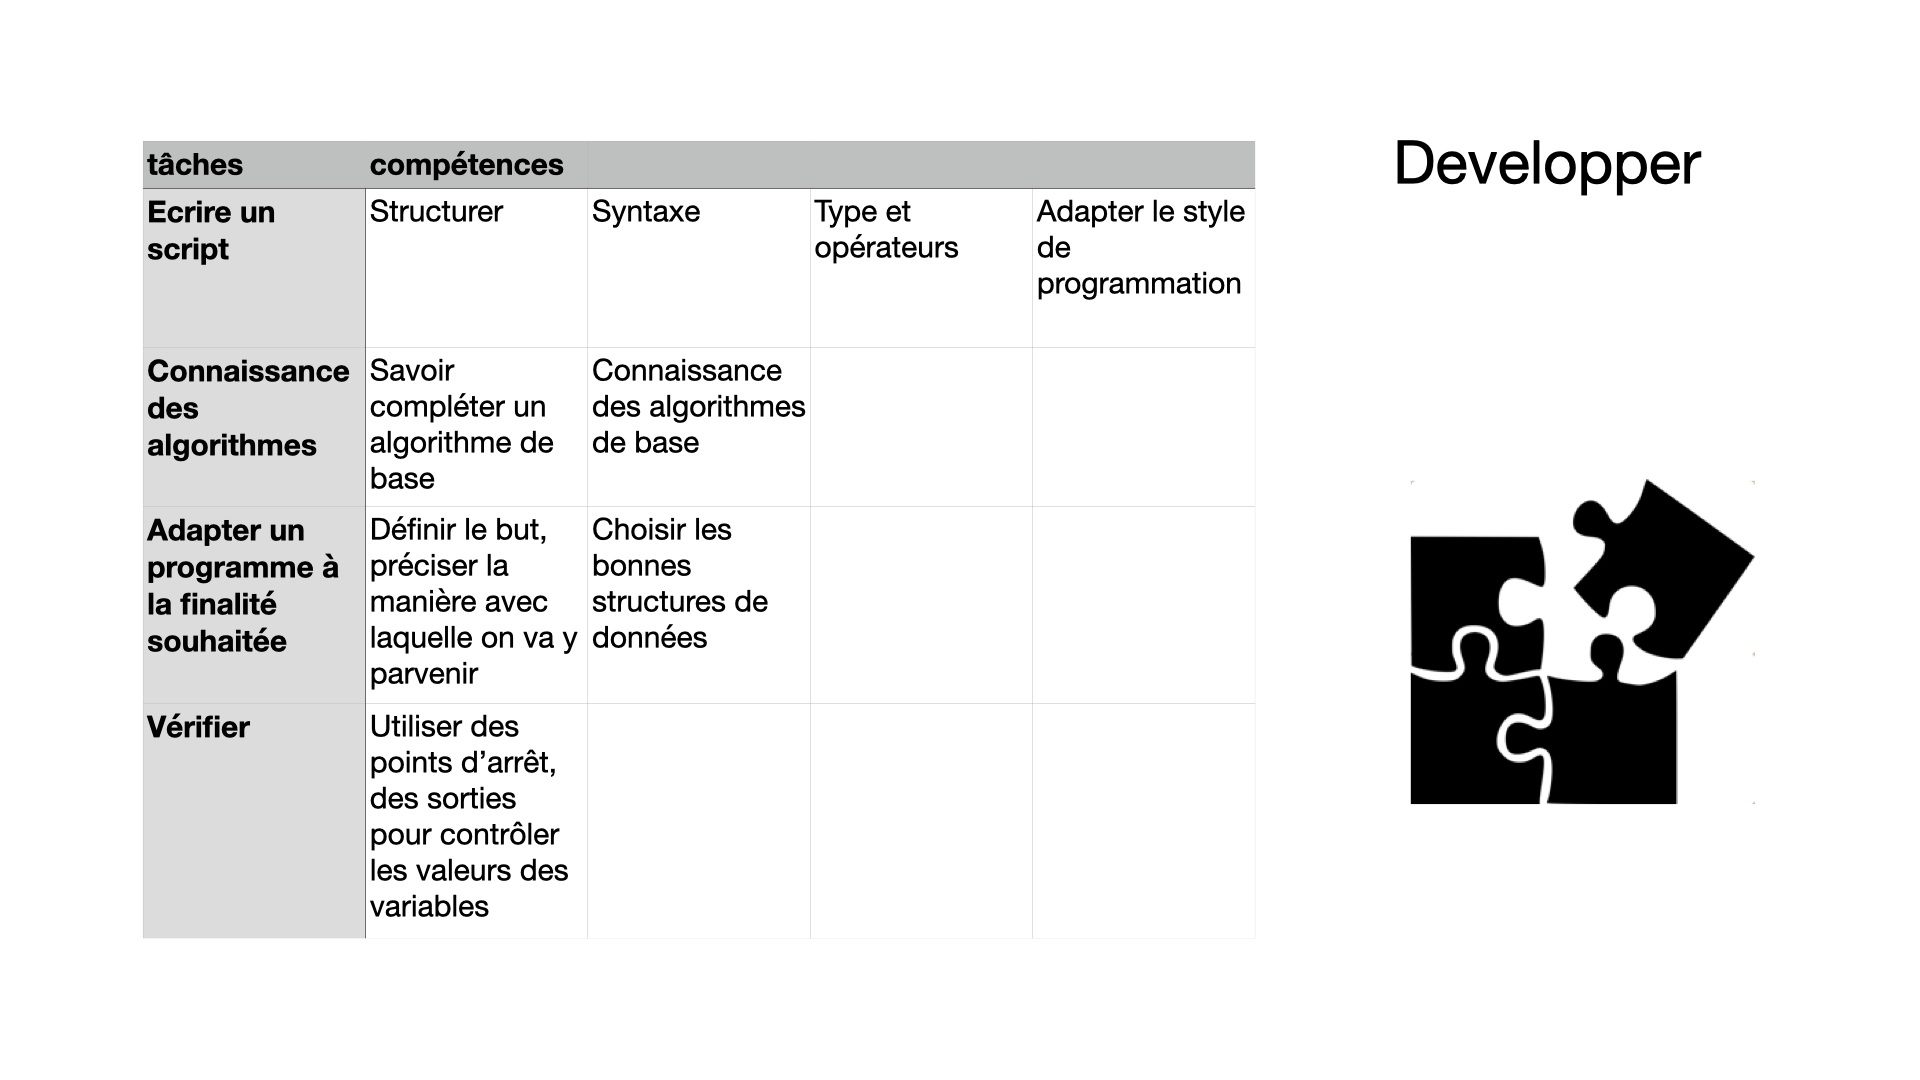 Developper
tâches compétences
Ecrire un
script
Structurer
Syntaxe
Type et
opérateurs
Adapter le style
de
programmation
Connaissance
des
algorithmes
Savoir
compléter un
algorithme de
base
Connaissance
des algorithmes
de base
Adapter un
programme à
la finalité
souhaitée
Définir le but,
préciser la
manière avec
laquelle on va y
parvenir
Choisir les
bonnes
structures de
données
Vérifier
Utiliser des
points d’arrêt,
des sorties
pour contrôler
les valeurs des
variables